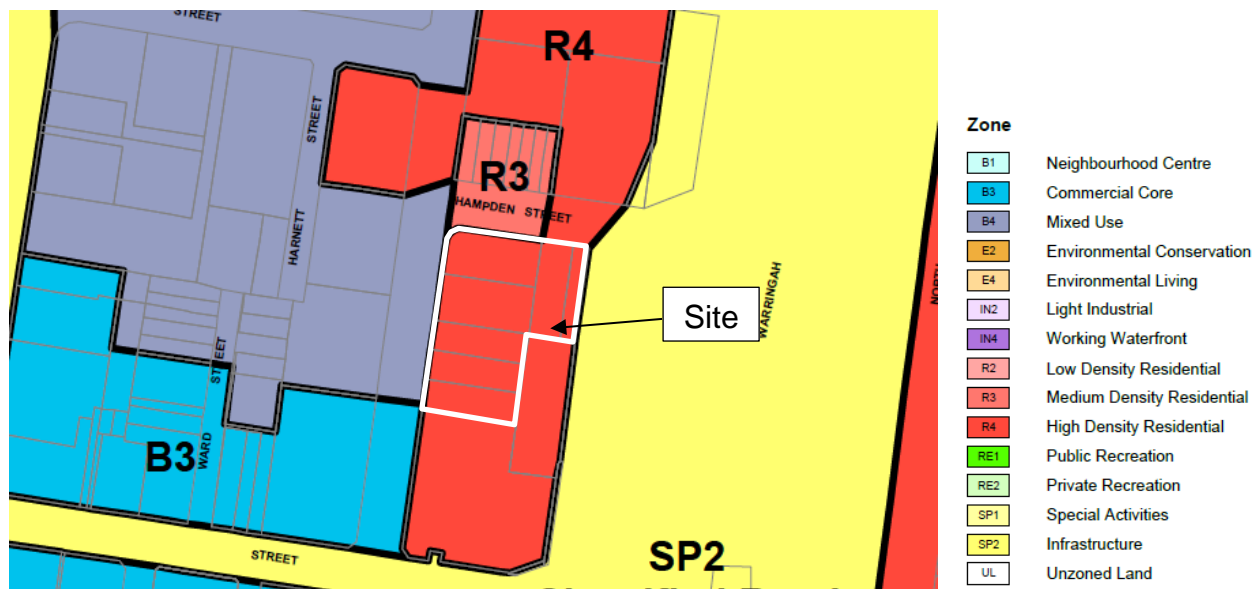 STREET
R4
STREET
R3
HAMPDEN STREET
HARNETT
Site
WARRINGAH
NORTH
STREET
B3
WARD
STREET
SP2
Zone
B1 Neighbourhood Centre
B3 Commercial Core
B4 Mixed Use
E2 Environmental Conservation
E4 Environmental Living
IN2 Light Industrial
IN4 Working Waterfront
R2 Low Density Residential
R3 Medium Density Residential
R4 High Density Residential
RE1 Public Recreation
RE2 Private Recreation
SP1 Special Activities
SP2 Infrastructure
UL Unzoned Land